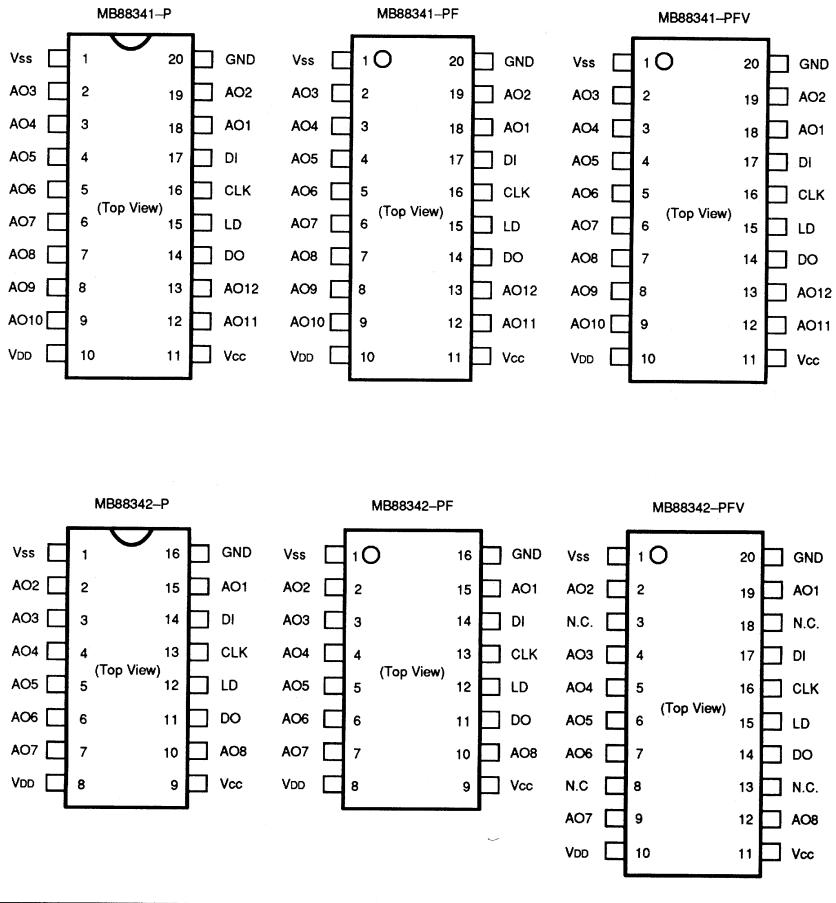 MB88341–P MB88341–PF MB88341–PFV
Vss 1 20 GND Vss 1 20 GND Vss 1 20 GND
AO3 2 19 AO2 AO3 2 19 AO2 AO3 2 19 AO2
AO4 3 18 AO1 AO4 3 18 AO1 AO4 3 18 AO1
AO5 4 17 DI AO5 4 17 DI AO5 4 17 DI
AO6 5 16 CLK AO6 5 16 CLK AO6 5 16 CLK
(Top View) (Top View) (Top View)
AO7 6 15 LD AO7 6 15 LD AO7 6 15 LD
AO8 7 14 DO AO8 7 14 DO AO8 7 14 DO
AO9 8 13 AO12 AO9 8 13 AO12 AO9 8 13 AO12
AO10 9 12 AO11 AO10 9 12 AO11 AO10 9 12 AO11
VDD 10 11 Vcc VDD 10 11 Vcc VDD 10 11 Vcc
MB88342–P MB88342–PF MB88342–PFV
Vss 1 16 GND Vss 1 16 GND Vss 1 20 GND
AO2 2 15 AO1 AO2 2 15 AO1 AO2 2 19 AO1
AO3 3 14 DI AO3 3 14 DI N.C. 3 18 N.C.
AO4 4 13 CLK AO4 4 13 CLK AO3 4 17 DI
(Top View) (Top View)
AO5 5 12 LD AO5 5 12 LD AO4 5 16 CLK
(Top View)
AO6 6 11 DO AO6 6 11 DO AO5 6 15 LD
AO7 7 10 AO8 AO7 7 10 AO8 AO6 7 14 DO
VDD 8 9 Vcc VDD 8 9 Vcc N.C 8 13 N.C.
AO7 9 12 AO8
VDD 10 11 Vcc